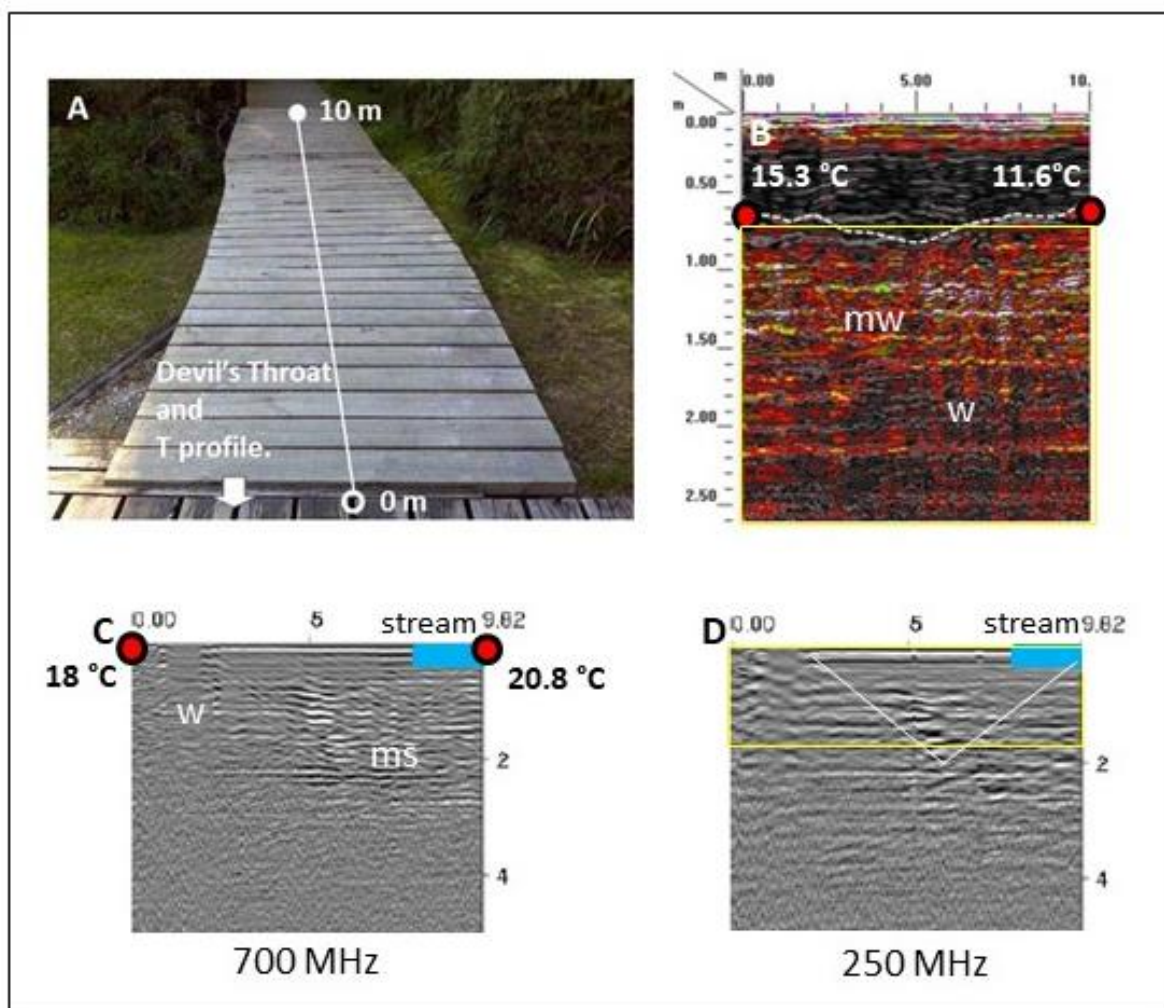 A
10 m
Devil's Throat
and
T profile.
0 m
m 0.00 5.00 10.
m
0.00
B
15.3 °C 11.6°C
0.50
1.00
mw
1.50
w
2.00
2.50
C 0.00 5 stream 9.62
18 °C 20.8 °C
w
ms
2
4
700 MHz
D 0.00 5 stream 9.62
2
4
250 MHz